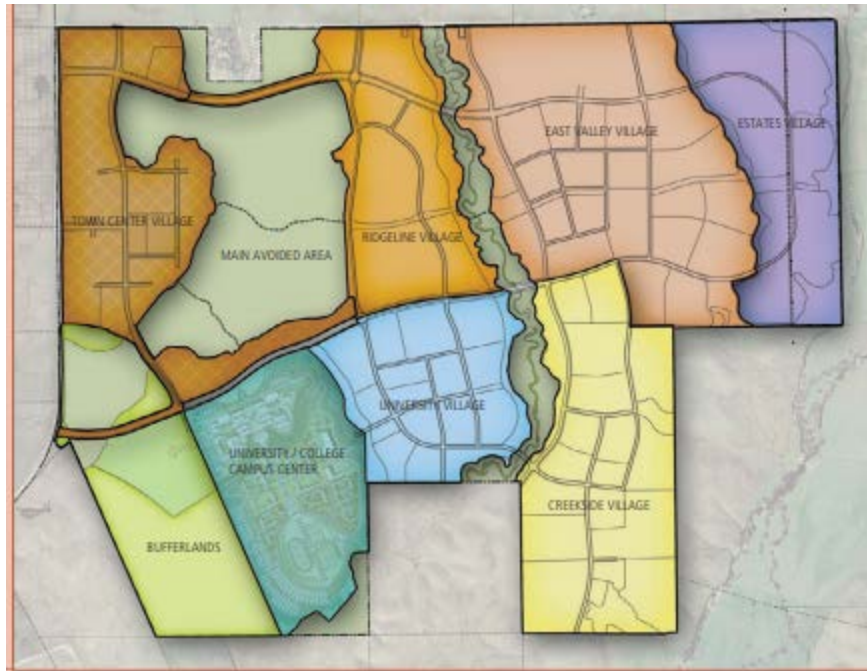 EAST VALLEY VILLAGE
ESTATES VILLAGE
TOWN CENTER VILLAGE
RIDGELINE VILLAGE
MAIN AVOIDED AREA
UNIVERSITY VILLAGE
UNIVERSITY / COLLEGE
CAMPUS CENTER
CREEKSIDE VILLAGE
BUFFERLANDS